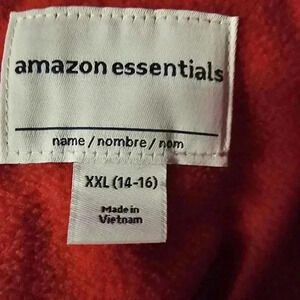 amazon essentials
name / nombre / nom
XXL (14-16)
Made in
Vietnam